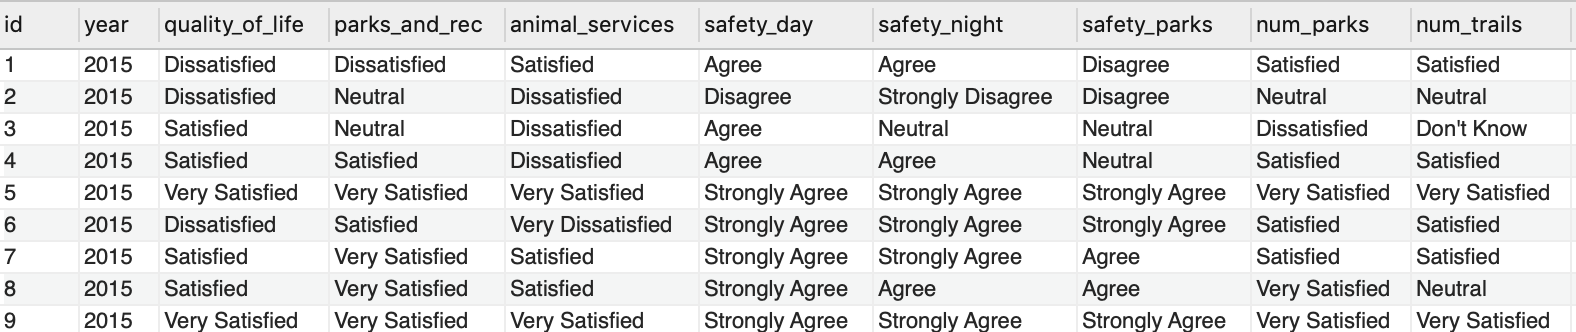 id year quality_of_life parks_and_rec animal_services safety_day safety_night safety_parks num_parks num_trails
1 2015 Dissatisfied Dissatisfied Satisfied Agree Agree Disagree Satisfied Satisfied
2 2015 Dissatisfied Neutral Dissatisfied Disagree Strongly Disagree Disagree Neutral Neutral
3 2015 Satisfied Neutral Dissatisfied Agree Neutral Neutral Dissatisfied Don't Know
4 2015 Satisfied Satisfied Dissatisfied Agree Agree Neutral Satisfied Satisfied
5 2015 Very Satisfied Very Satisfied Very Satisfied Strongly Agree Strongly Agree Strongly Agree Very Satisfied Very Satisfied
6 2015 Dissatisfied Satisfied Very Dissatisfied Strongly Agree Strongly Agree Strongly Agree Satisfied Satisfied
7 2015 Satisfied Very Satisfied Satisfied Strongly Agree Strongly Agree Agree Satisfied Satisfied
8 2015 Satisfied Very Satisfied Satisfied Strongly Agree Agree Agree Very Satisfied Neutral
9 2015 Very Satisfied Very Satisfied Very Satisfied Strongly Agree Strongly Agree Strongly Agree Very Satisfied Very Satisfied